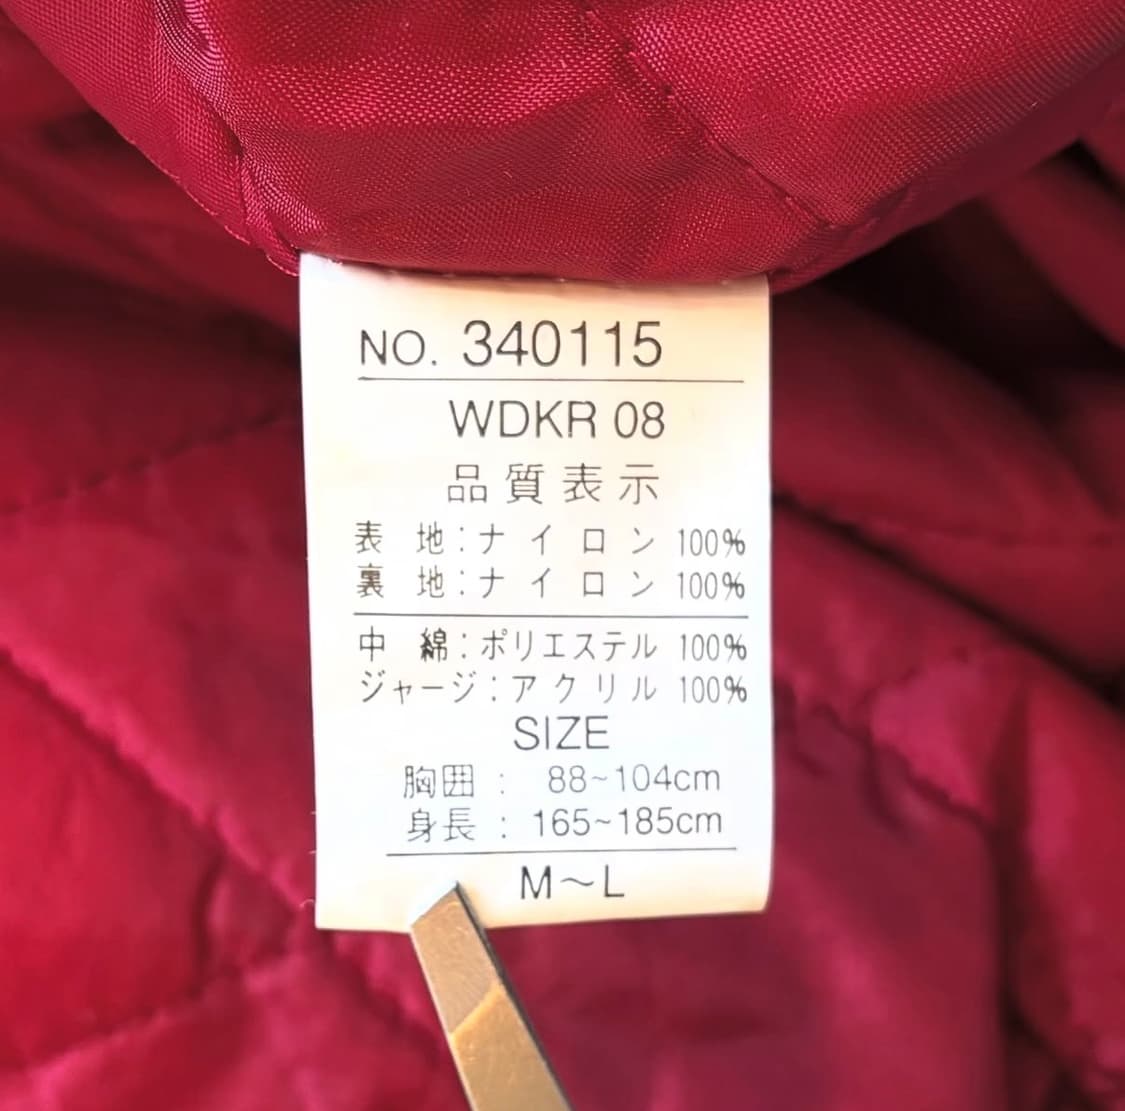 NO. 340115
WDKR 08
品質表示
表地:ナイロン 100%
裏地:ナイロン 100%
中綿:ポリエステル 100%
ジャージ:アクリル 100%
SIZE
胸囲: 88~104cm
身長: 165~185cm
M~L